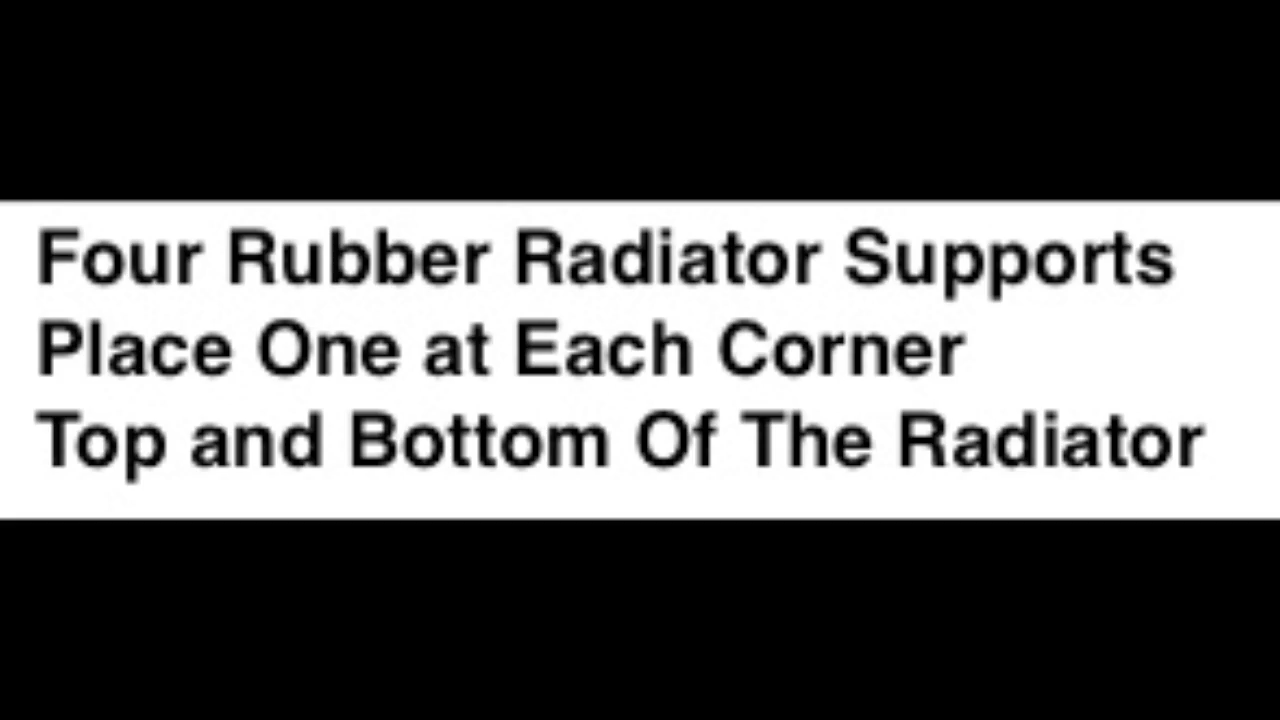 Four Rubber Radiator Supports
Place One at Each Corner
Top and Bottom Of The Radiator